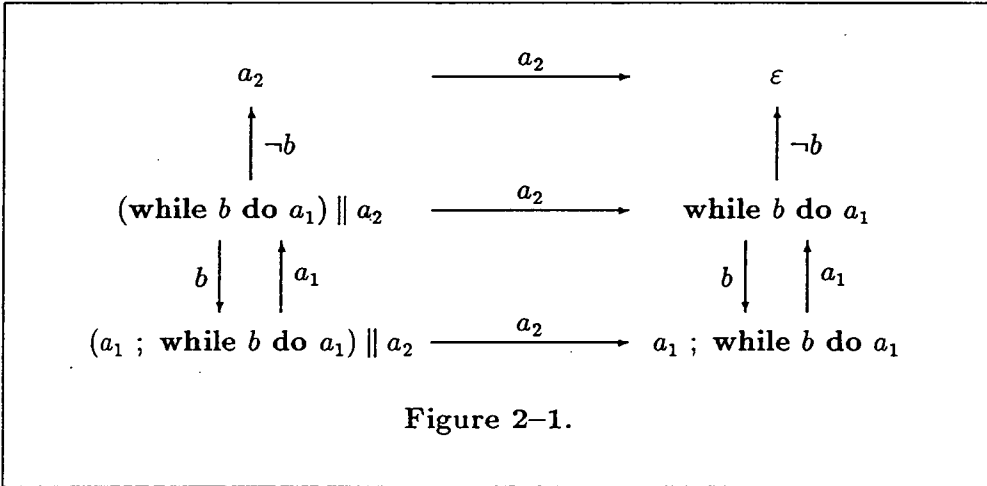 a₂ a₂ ε
¬b ¬b
(while b do a₁) ∥ a₂ a₂ while b do a₁
b a₁ b a₁
(a₁ ; while b do a₁) ∥ a₂ a₂ a₁ ; while b do a₁
Figure 2–1.